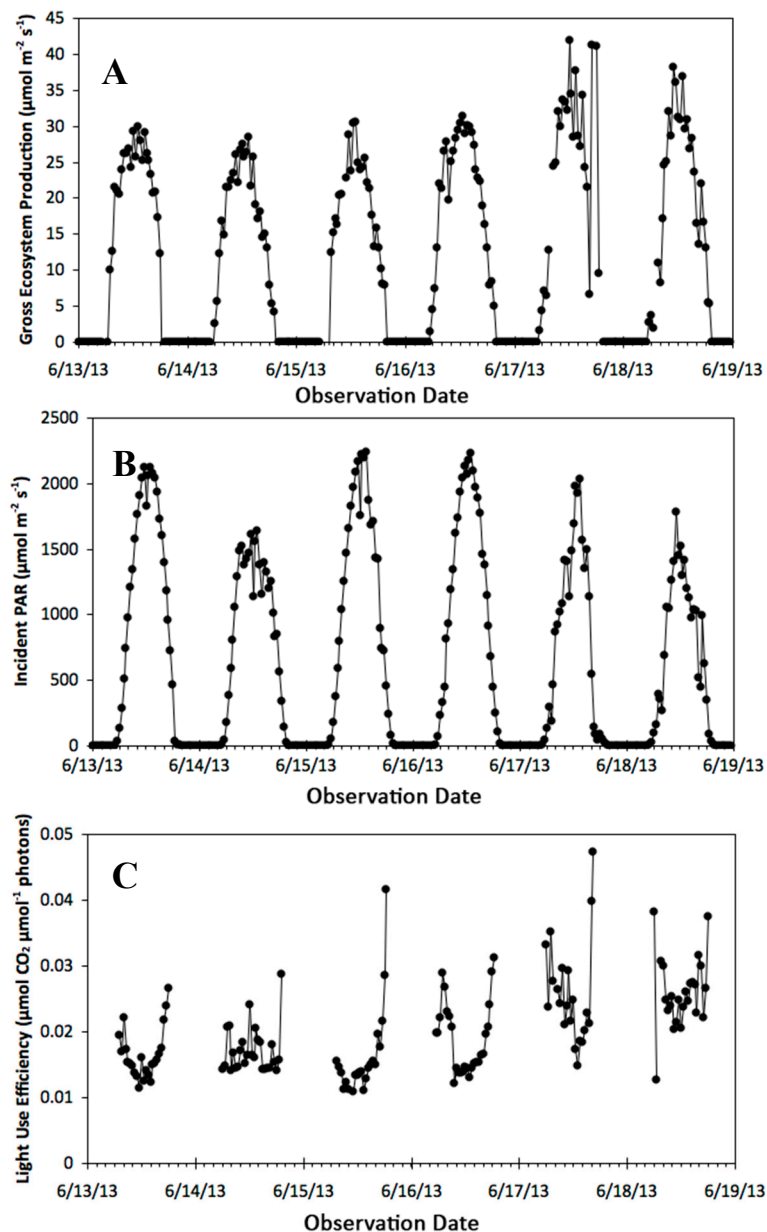 A
Gross Ecosystem Production (µmol m⁻² s⁻¹)
45
40
35
30
25
20
15
10
5
0
6/13/13 6/14/13 6/15/13 6/16/13 6/17/13 6/18/13 6/19/13
Observation Date
B
Incident PAR (µmol m⁻² s⁻¹)
2500
2000
1500
1000
500
0
6/13/13 6/14/13 6/15/13 6/16/13 6/17/13 6/18/13 6/19/13
Observation Date
C
Light Use Efficiency (µmol CO₂ µmol⁻¹ photons)
0.05
0.04
0.03
0.02
0.01
0
6/13/13 6/14/13 6/15/13 6/16/13 6/17/13 6/18/13 6/19/13
Observation Date